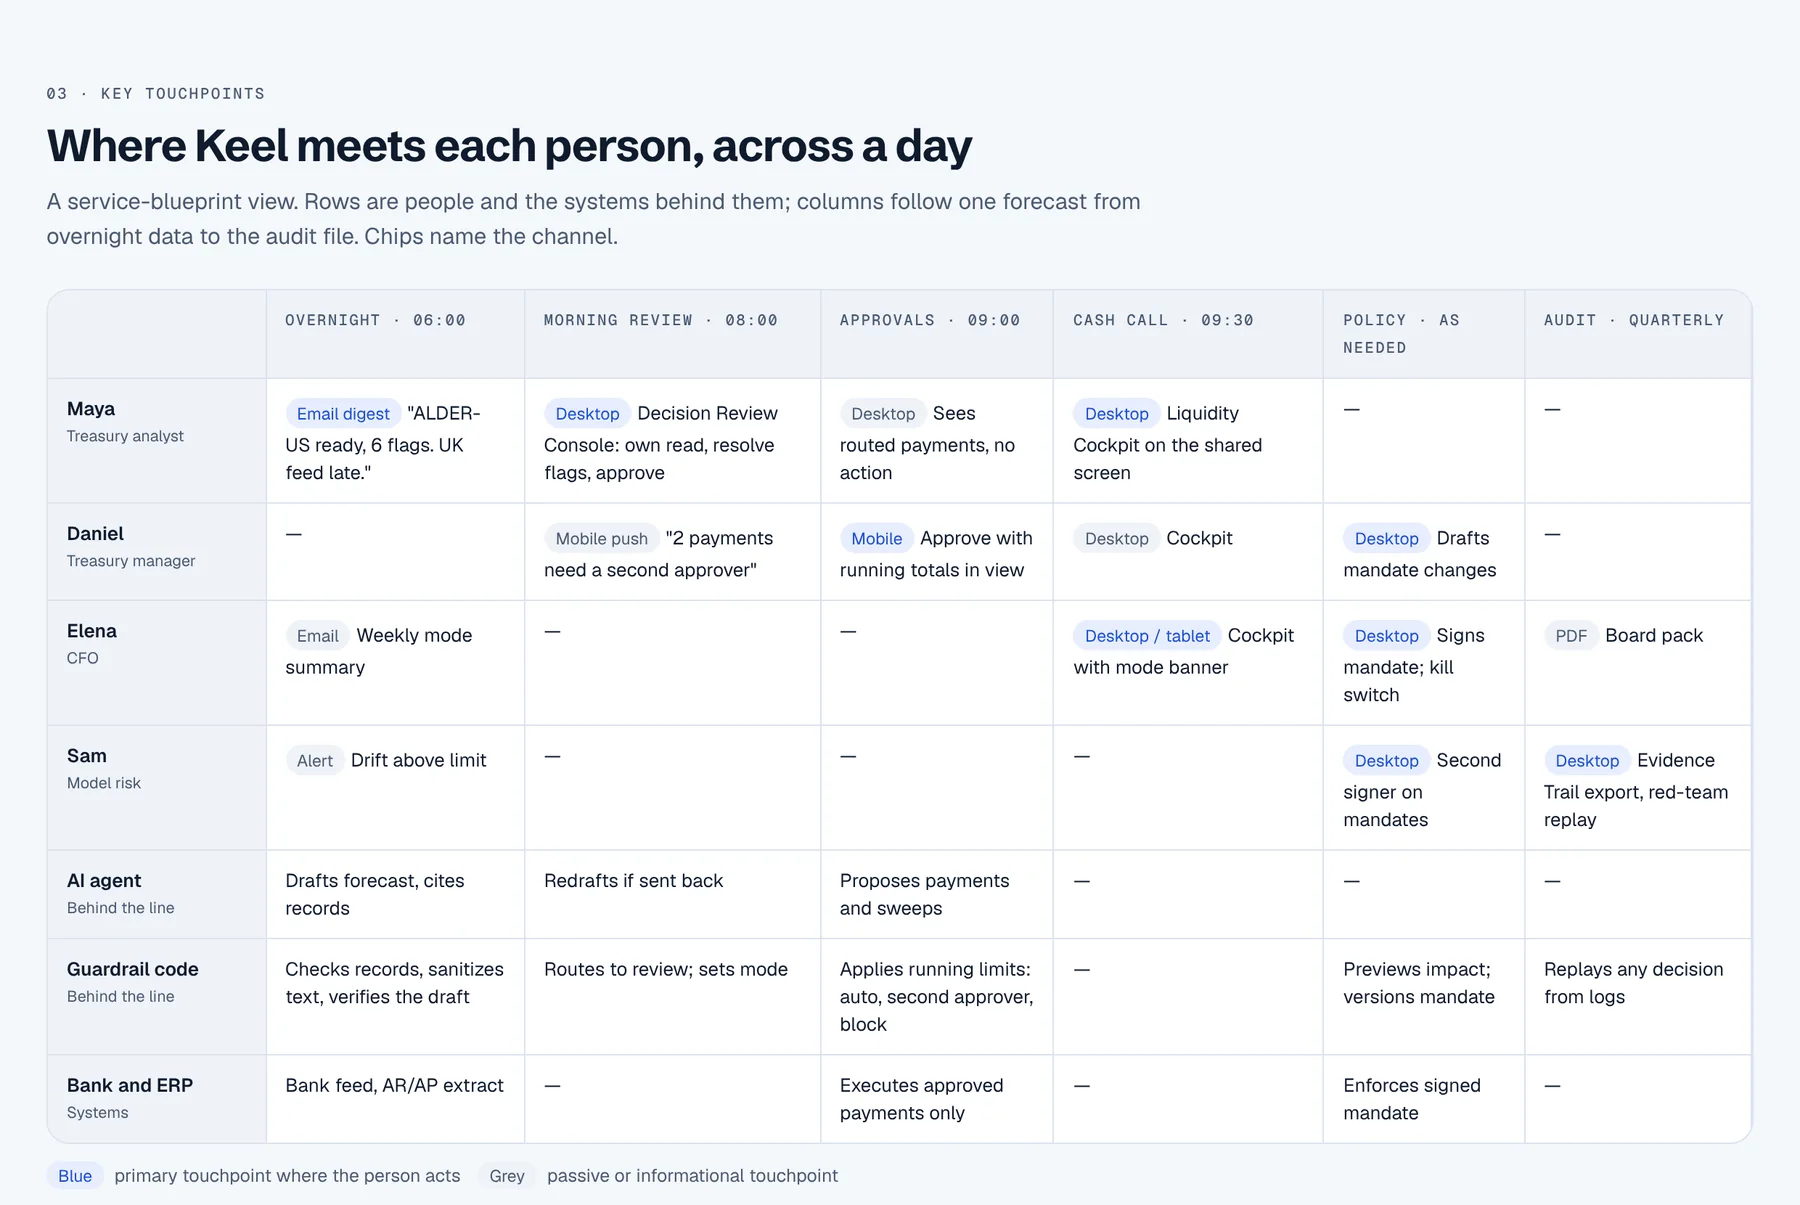 03 · KEY TOUCHPOINTS
Where Keel meets each person, across a day
A service-blueprint view. Rows are people and the systems behind them; columns follow one forecast from
overnight data to the audit file. Chips name the channel.
OVERNIGHT · 06:00
MORNING REVIEW · 08:00
APPROVALS · 09:00
CASH CALL · 09:30
POLICY · AS
NEEDED
AUDIT · QUARTERLY
Maya
Treasury analyst
Email digest "ALDER-
US ready, 6 flags. UK
feed late."
Desktop Decision Review
Console: own read, resolve
flags, approve
Desktop Sees
routed payments, no
action
Desktop Liquidity
Cockpit on the shared
screen
—
—
Daniel
Treasury manager
—
Mobile push "2 payments
need a second approver"
Mobile Approve with
running totals in view
Desktop Cockpit
Desktop Drafts
mandate changes
—
Elena
CFO
Email Weekly mode
summary
—
—
Desktop / tablet Cockpit
with mode banner
Desktop Signs
mandate; kill
switch
PDF Board pack
Sam
Model risk
Alert Drift above limit
—
—
—
Desktop Second
signer on
mandates
Desktop Evidence
Trail export, red-team
replay
AI agent
Behind the line
Drafts forecast, cites
records
Redrafts if sent back
Proposes payments
and sweeps
—
—
—
Guardrail code
Behind the line
Checks records, sanitizes
text, verifies the draft
Routes to review; sets mode
Applies running limits:
auto, second approver,
block
—
Previews impact;
versions mandate
Replays any decision
from logs
Bank and ERP
Systems
Bank feed, AR/AP extract
—
Executes approved
payments only
—
Enforces signed
mandate
—
Blue primary touchpoint where the person acts Grey passive or informational touchpoint